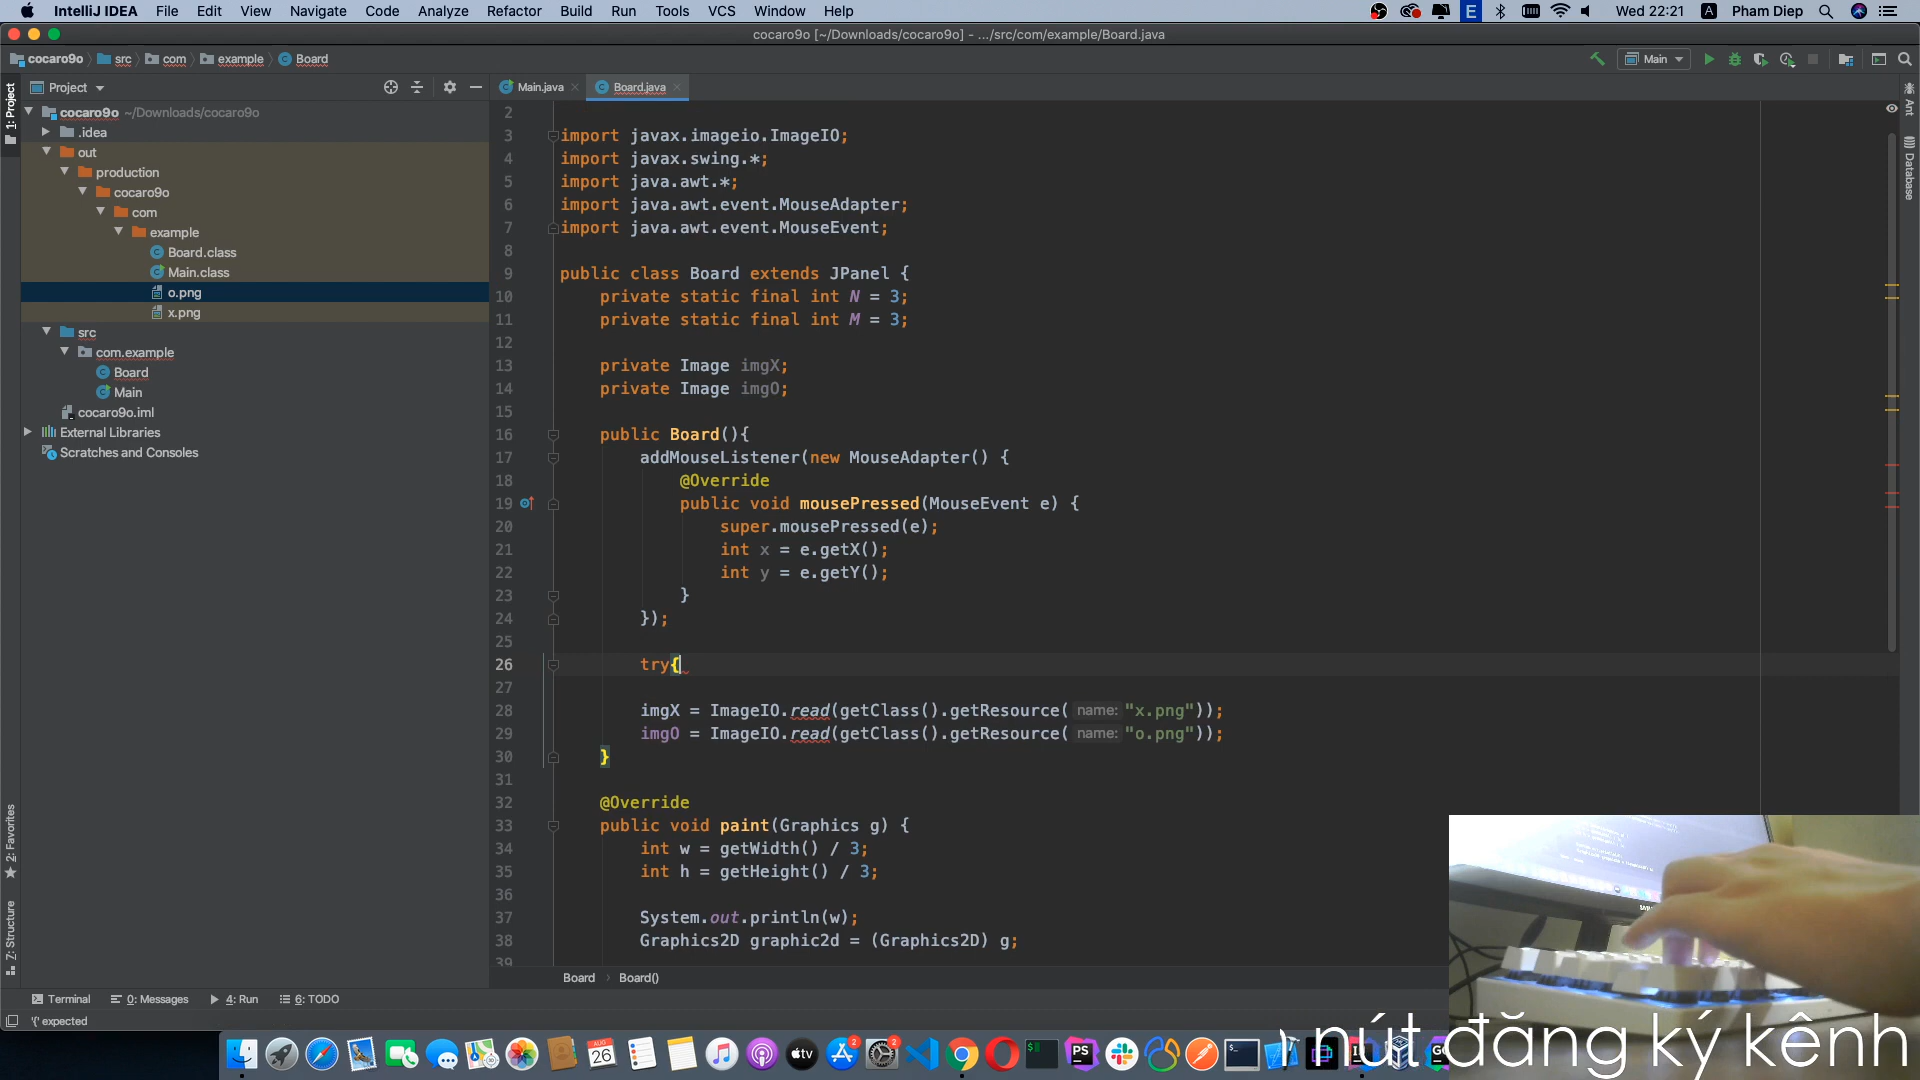 IntelliJ IDEA File Edit View Navigate Code Analyze Refactor Build Run Tools VCS Window Help E Wed 22:21 A Pham Diep
cocaro9o [~/Downloads/cocaro9o] - .../src/com/example/Board.java
cocaro9o src com example Board Main
1: Project
Project
Main.java Board.java
Ant
Database
cocaro9o ~/Downloads/cocaro9o
.idea
out
production
cocaro9o
com
example
Board.class
Main.class
o.png
x.png
src
com.example
Board
Main
cocaro9o.iml
External Libraries
Scratches and Consoles
2
3 import javax.imageio.ImageIO;
4 import javax.swing.*;
5 import java.awt.*;
6 import java.awt.event.MouseAdapter;
7 import java.awt.event.MouseEvent;
8
9 public class Board extends JPanel {
10 private static final int N = 3;
11 private static final int M = 3;
12
13 private Image imgX;
14 private Image imgO;
15
16 public Board(){
17 addMouseListener(new MouseAdapter() {
18 @Override
19 public void mousePressed(MouseEvent e) {
20 super.mousePressed(e);
21 int x = e.getX();
22 int y = e.getY();
23 }
24 });
25
26 try{
27
28 imgX = ImageIO.read(getClass().getResource( name: "x.png"));
29 imgO = ImageIO.read(getClass().getResource( name: "o.png"));
30 }
31
32 @Override
33 public void paint(Graphics g) {
34 int w = getWidth() / 3;
35 int h = getHeight() / 3;
36
37 System.out.println(w);
38 Graphics2D graphic2d = (Graphics2D) g;
39
2: Favorites
Z: Structure
Board Board()
Terminal 0: Messages 4: Run 6: TODO
'{' expected
AUG
26
tv
2
2
PS
nút đăng ký kênh